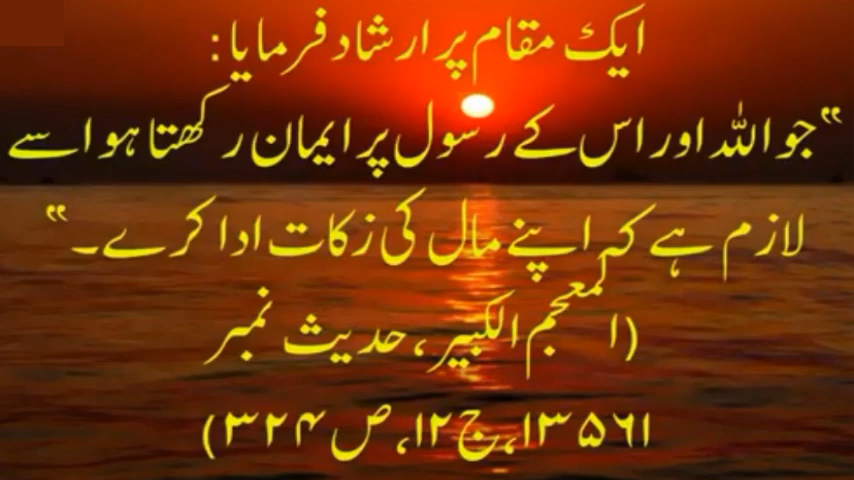 ایک مقام پر ارشاد فرمایا:
”جو اللہ اور اس کے رسول پر ایمان رکھتا ہو اسے
لازم ہے کہ اپنے مال کی زکات ادا کرے۔“
(المعجم الکبیر، حدیث نمبر
۱۳۵۶۱، ج۱۲، ص ۳۲۴)